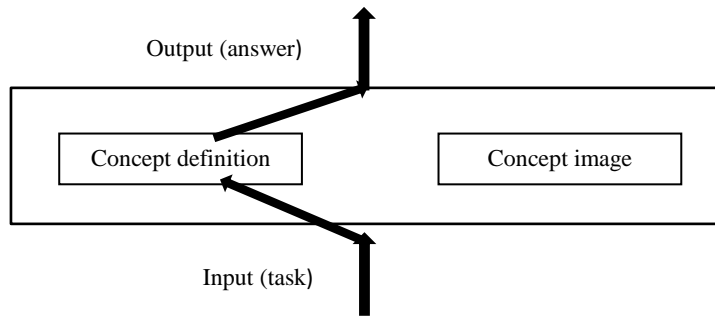 Output (answer)
Concept definition
Concept image
Input (task)